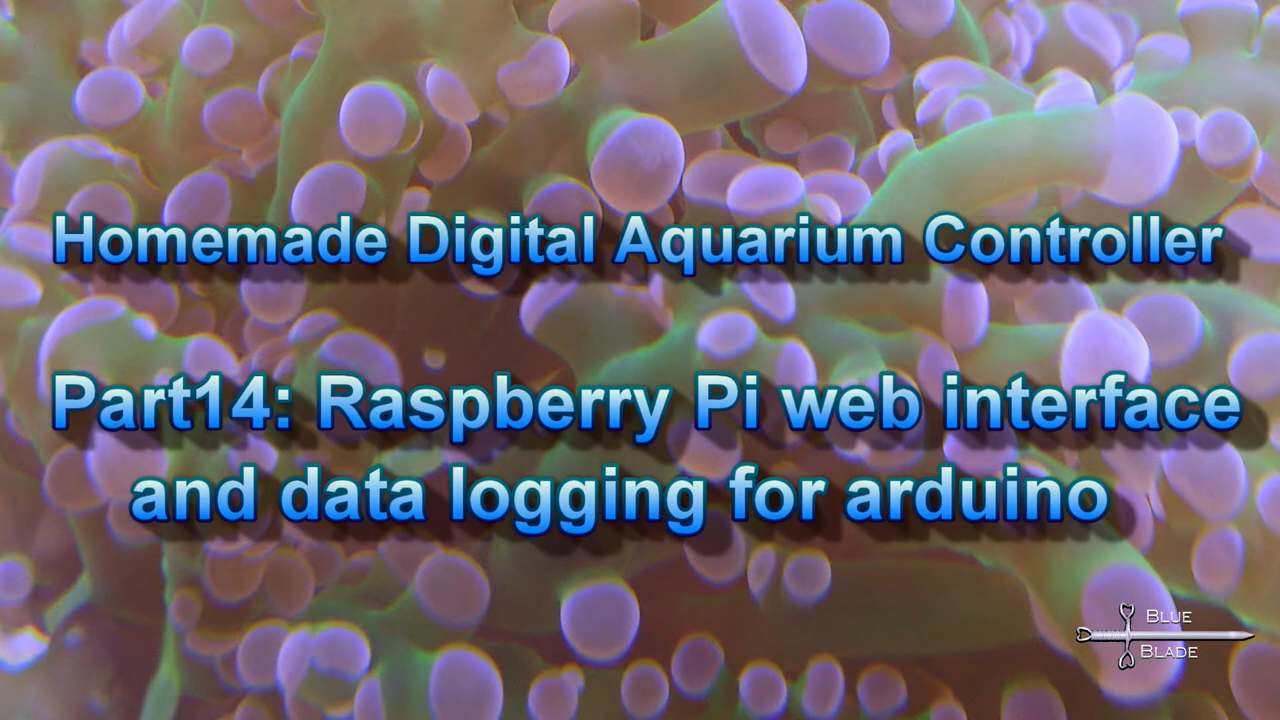 Homemade Digital Aquarium Controller
Part14: Raspberry Pi web interface
and data logging for arduino
BLUE
BLADE